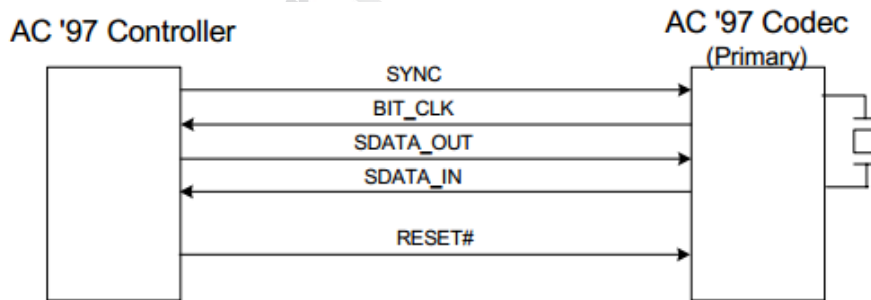 AC '97 Controller
AC '97 Codec
(Primary)
SYNC
BIT_CLK
SDATA_OUT
SDATA_IN
RESET#